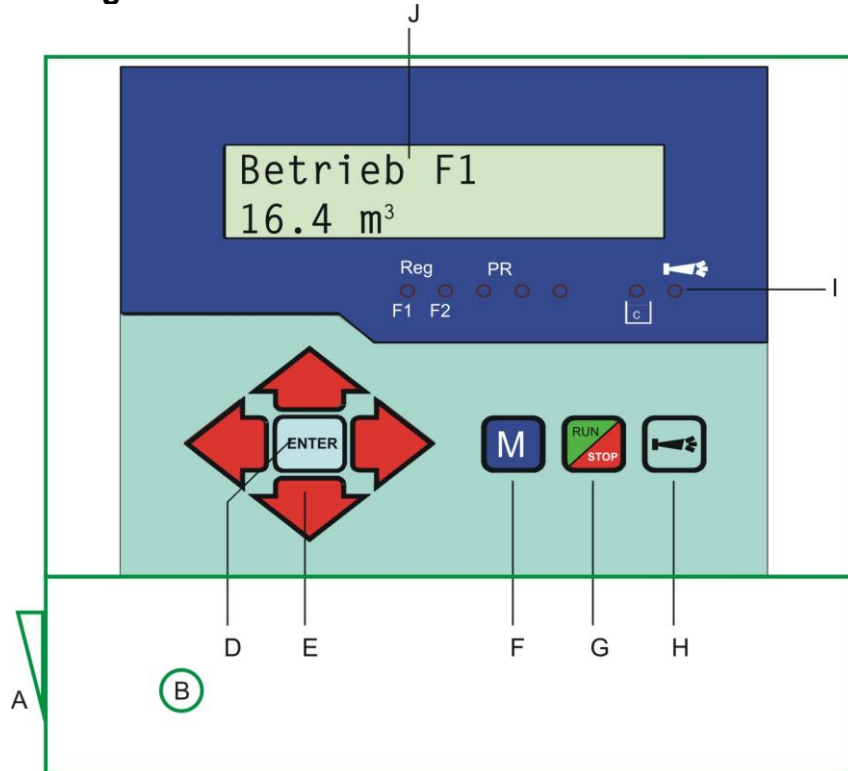 J
Betrieb F1
16.4 m³
Reg PR
F1 F2
c
I
ENTER
M
RUN
STOP
D E F G H
A
B